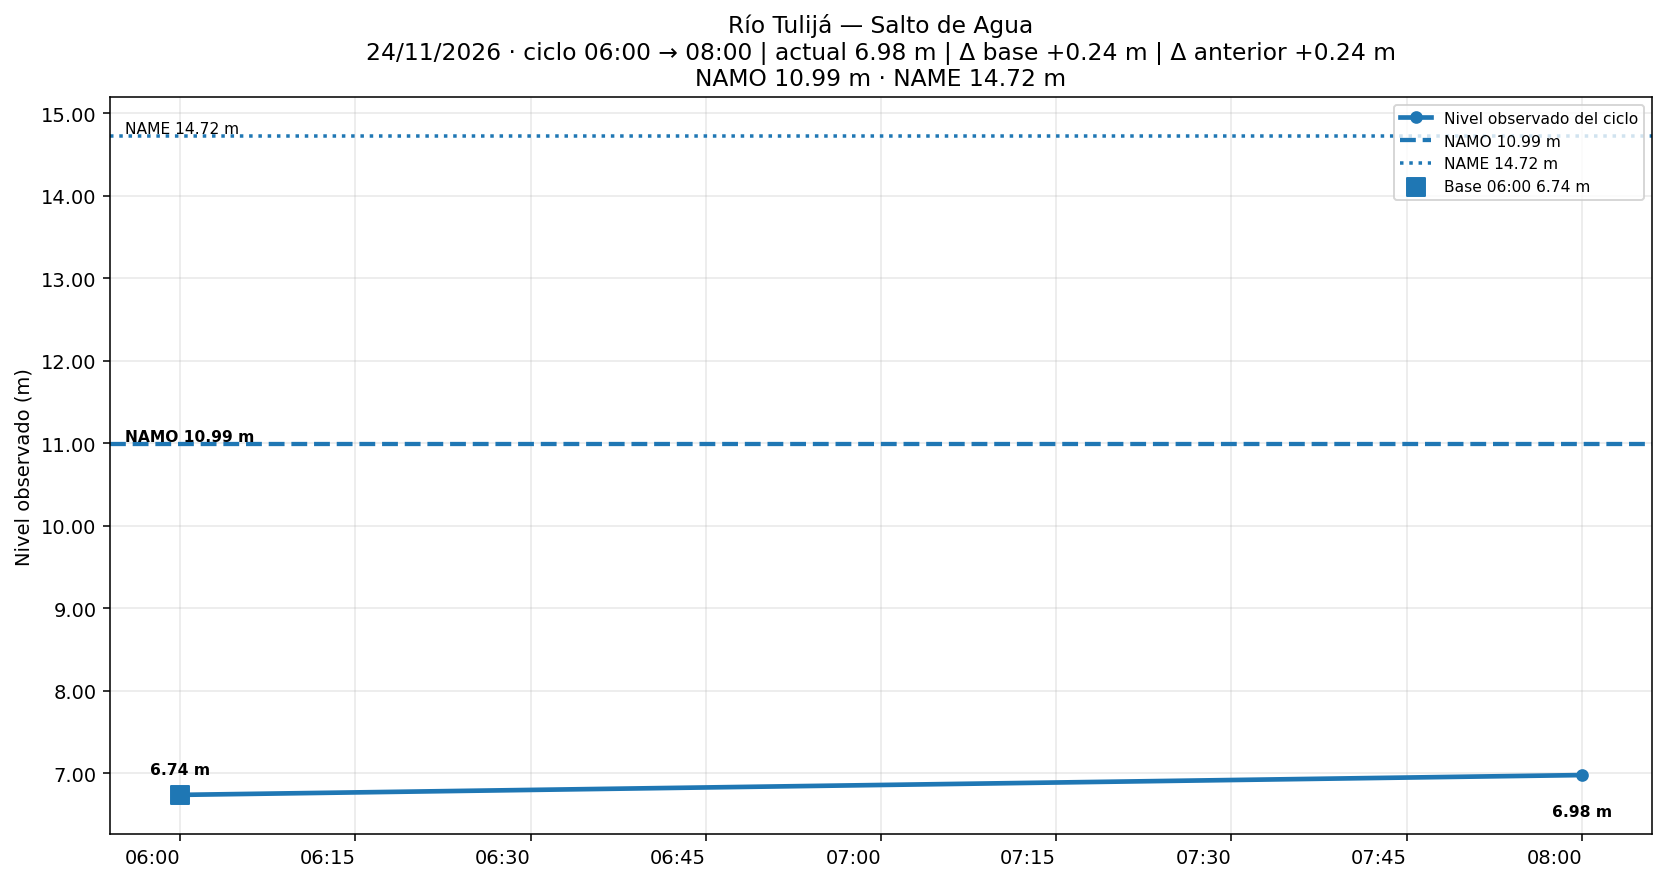 Río Tulijá — Salto de Agua
24/11/2026 · ciclo 06:00 → 08:00 | actual 6.98 m | Δ base +0.24 m | Δ anterior +0.24 m
NAMO 10.99 m · NAME 14.72 m
Nivel observado (m)
15.00
14.00
13.00
12.00
11.00
10.00
9.00
8.00
7.00
NAME 14.72 m
NAMO 10.99 m
6.74 m
6.98 m
Nivel observado del ciclo
NAMO 10.99 m
NAME 14.72 m
Base 06:00 6.74 m
06:00
06:15
06:30
06:45
07:00
07:15
07:30
07:45
08:00